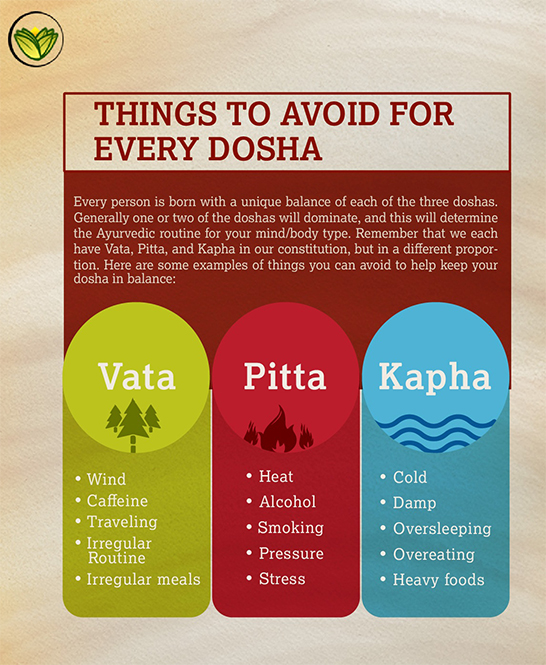 THINGS TO AVOID FOR
EVERY DOSHA
Every person is born with a unique balance of each of the three doshas.
Generally one or two of the doshas will dominate, and this will determine
the Ayurvedic routine for your mind/body type. Remember that we each
have Vata, Pitta, and Kapha in our constitution, but in a different propor-
tion. Here are some examples of things you can avoid to help keep your
dosha in balance:
Vata
• Wind
• Caffeine
• Traveling
• Irregular
Routine
• Irregular meals
Pitta
• Heat
• Alcohol
• Smoking
• Pressure
• Stress
Kapha
• Cold
• Damp
• Oversleeping
• Overeating
• Heavy foods